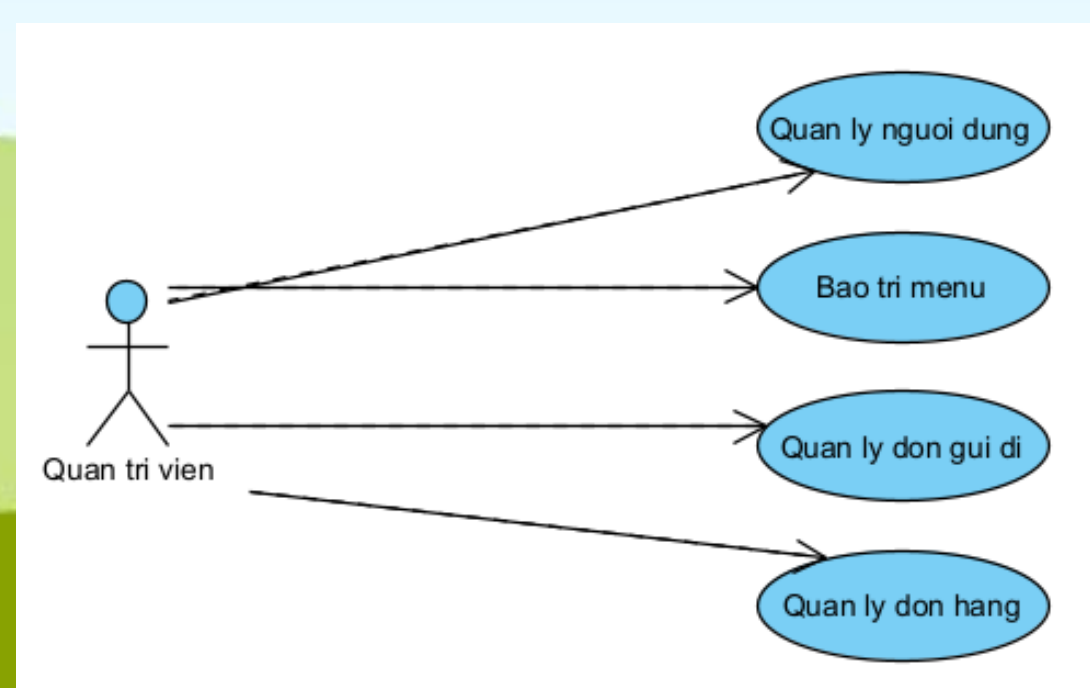 Quan ly nguoi dung
Bao tri menu
Quan ly don gui di
Quan tri vien
Quan ly don hang